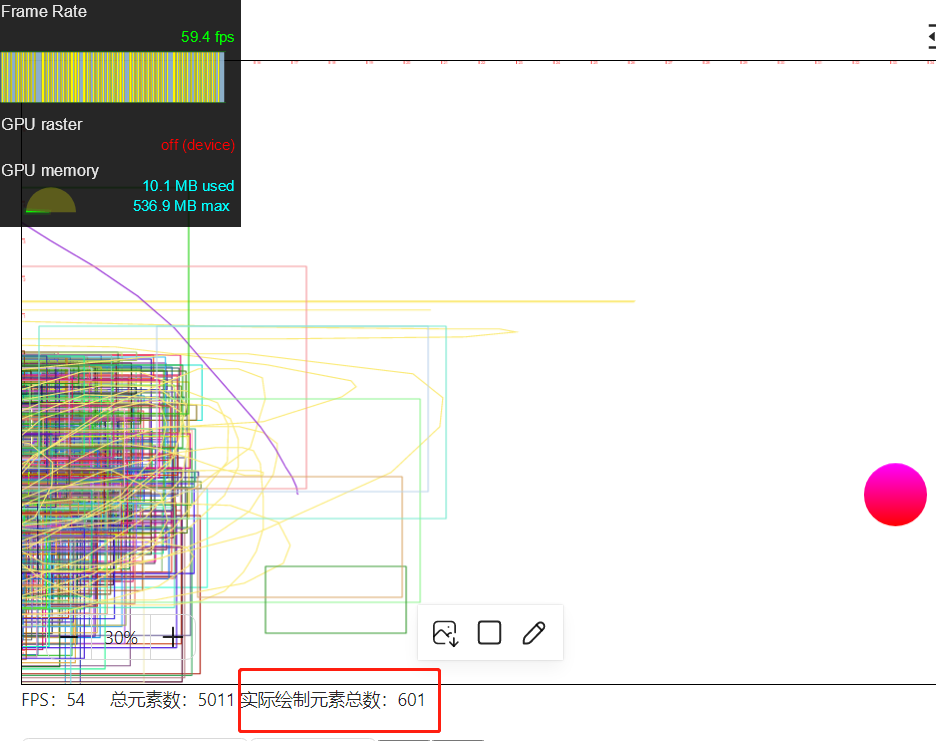 Frame Rate
59.4 fps
GPU raster
off (device)
GPU memory
10.1 MB used
536.9 MB max
30%
FPS：54 总元素数：5011 实际绘制元素总数：601